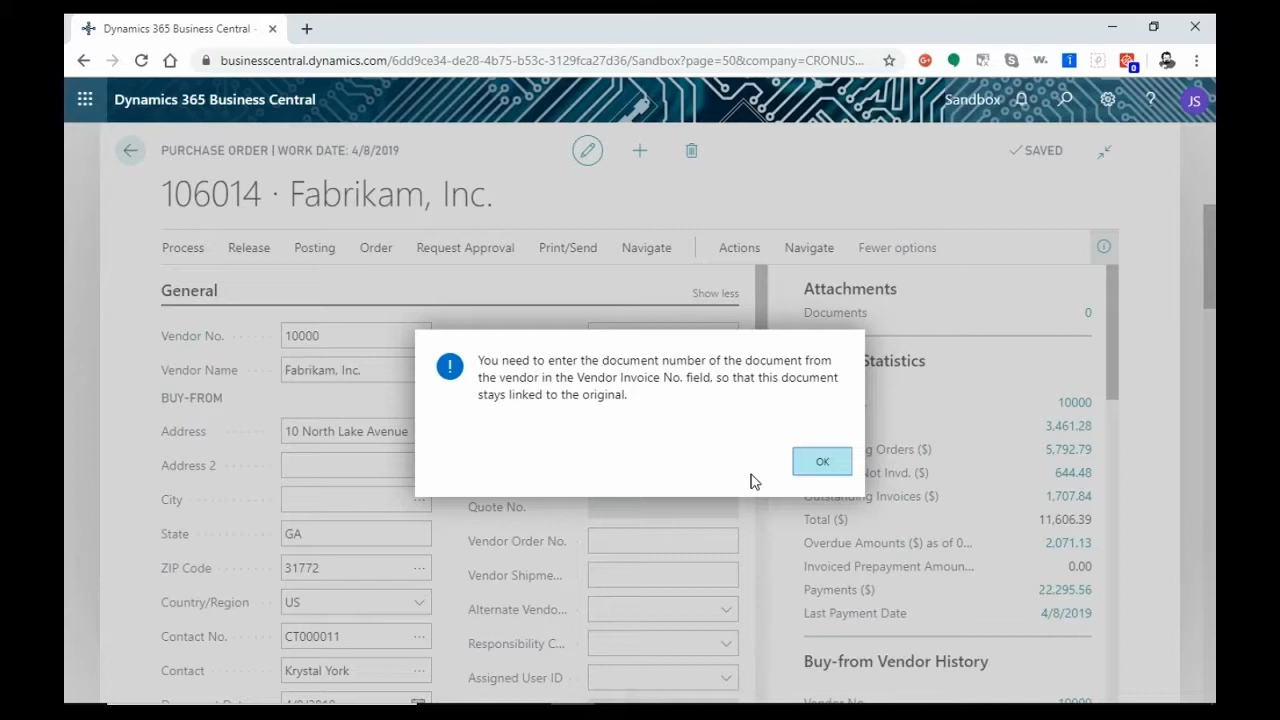 Dynamics 365 Business Central -
businesscentral.dynamics.com/6dd9c634-dec8-4b75-b53c-3129fca27d36/Sandbox?page=50&company=CRONUS...
Dynamics 365 Business Central
Sandbox
JS
PURCHASE ORDER | WORK DATE: 4/8/2019
SAVED
106014 · Fabrikam, Inc.
Process Release Posting Order Request Approval Print/Send Navigate Actions Navigate Fewer options
General
Show less
Vendor No. 10000
Vendor Name Fabrikam, Inc.
BUY-FROM
Address 10 North Lake Avenue
Address 2
City
State GA
ZIP Code 31772
Country/Region US
Contact No. CT000011
Contact Krystal York
You need to enter the document number of the document from
the vendor in the Vendor Invoice No. field, so that this document
stays linked to the original.
OK
Quote No.
Vendor Order No.
Vendor Shipme...
Alternate Vendo...
Responsibility C...
Assigned User ID
Attachments
Documents 0
Statistics
10000
3,461.28
g Orders ($) 5,792.79
Not Invd. ($) 644.48
Outstanding Invoices ($) 1,707.84
Total ($) 11,606.39
Overdue Amounts ($) as of 0... 2,071.13
Invoiced Prepayment Amoun... 0.00
Payments ($) 22,295.56
Last Payment Date 4/8/2019
Buy-from Vendor History